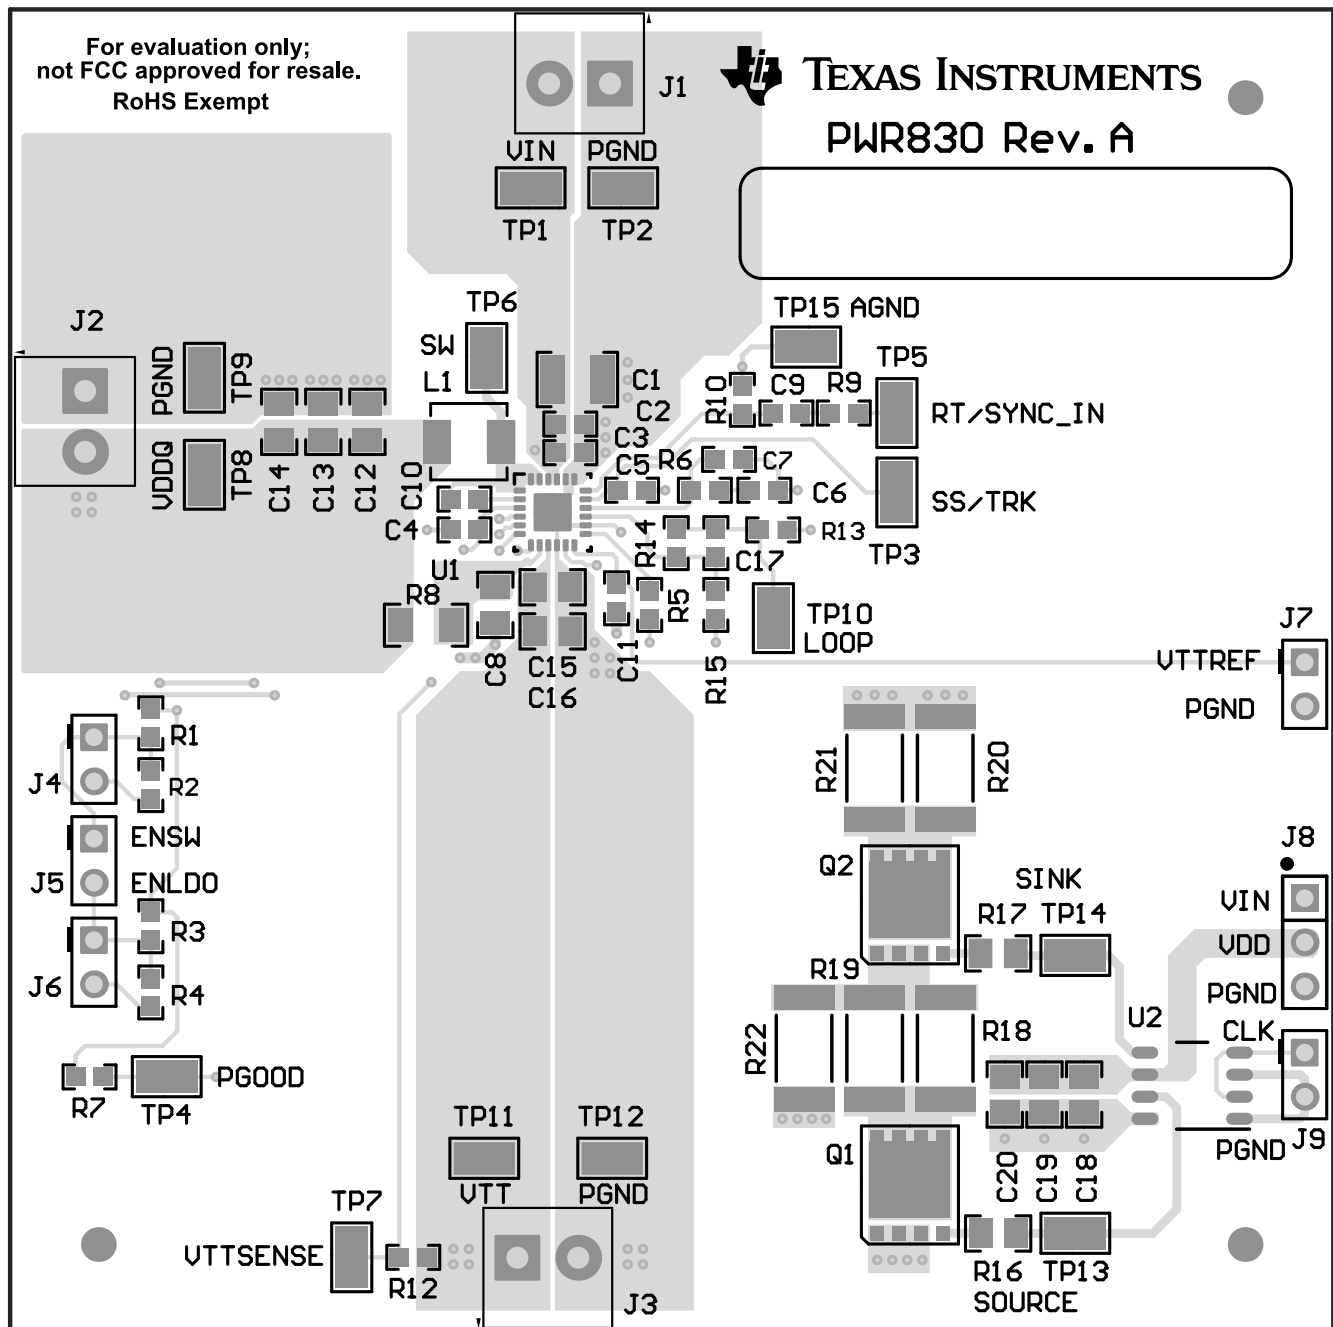 For evaluation only;
not FCC approved for resale.
RoHS Exempt
J1
TEXAS INSTRUMENTS
PWR830 Rev. A
VIN PGND
TP1 TP2
J2
PGND
TP9
VDDQ
TP8
C14
C13
C12
TP6
SW
L1
C1
C2
C3
C10
C4
U1
R8
C8
C15
C16
C11
R5
C5
R6
C7
C6
R14
C17
R13
R15
TP10
LOOP
TP15 AGND
R10
C9
R9
TP5
RT/SYNC_IN
SS/TRK
TP3
J7
VTTREF
PGND
R1
J4
R2
ENSW
J5
ENLDO
R3
J6
R4
R7
TP4
PGOOD
R21
R20
Q2
SINK
R17
TP14
R19
R22
R18
J8
VIN
VDD
PGND
U2
CLK
J9
PGND
C20
C19
C18
Q1
R16
TP13
SOURCE
TP11
VTT
TP12
PGND
TP7
VTTSENSE
R12
J3